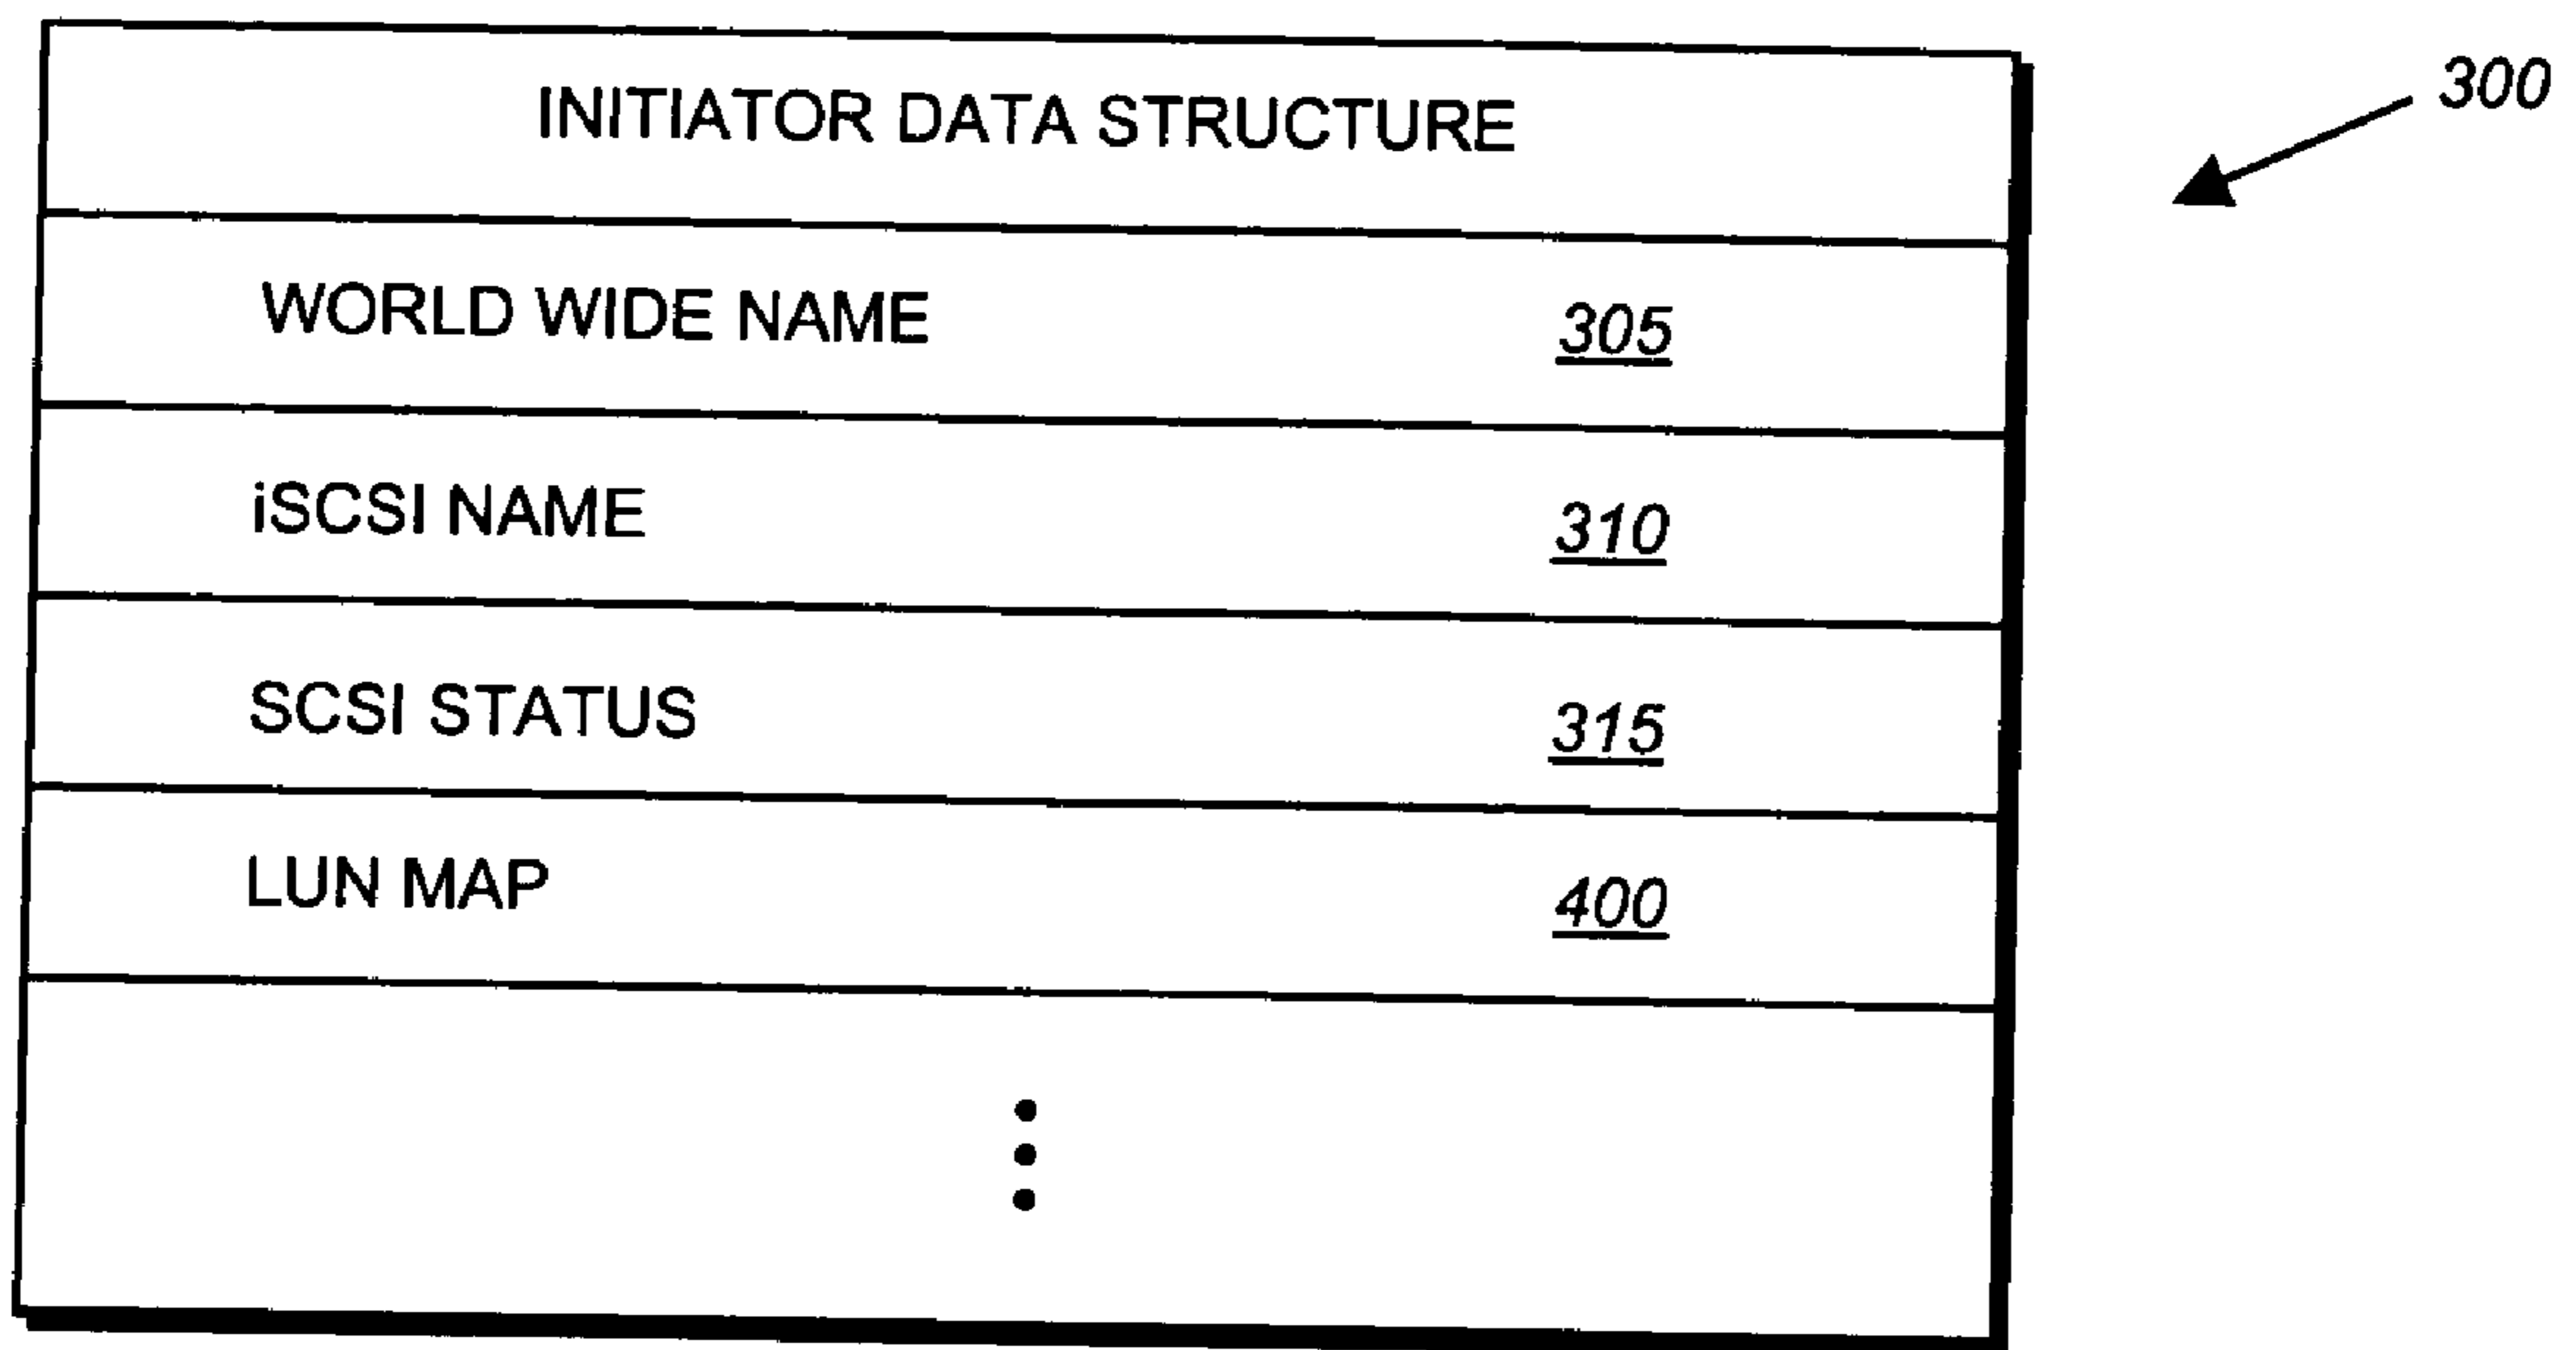 INITIATOR DATA STRUCTURE
300
WORLD WIDE NAME 305
iSCSI NAME 310
SCSI STATUS 315
LUN MAP 400